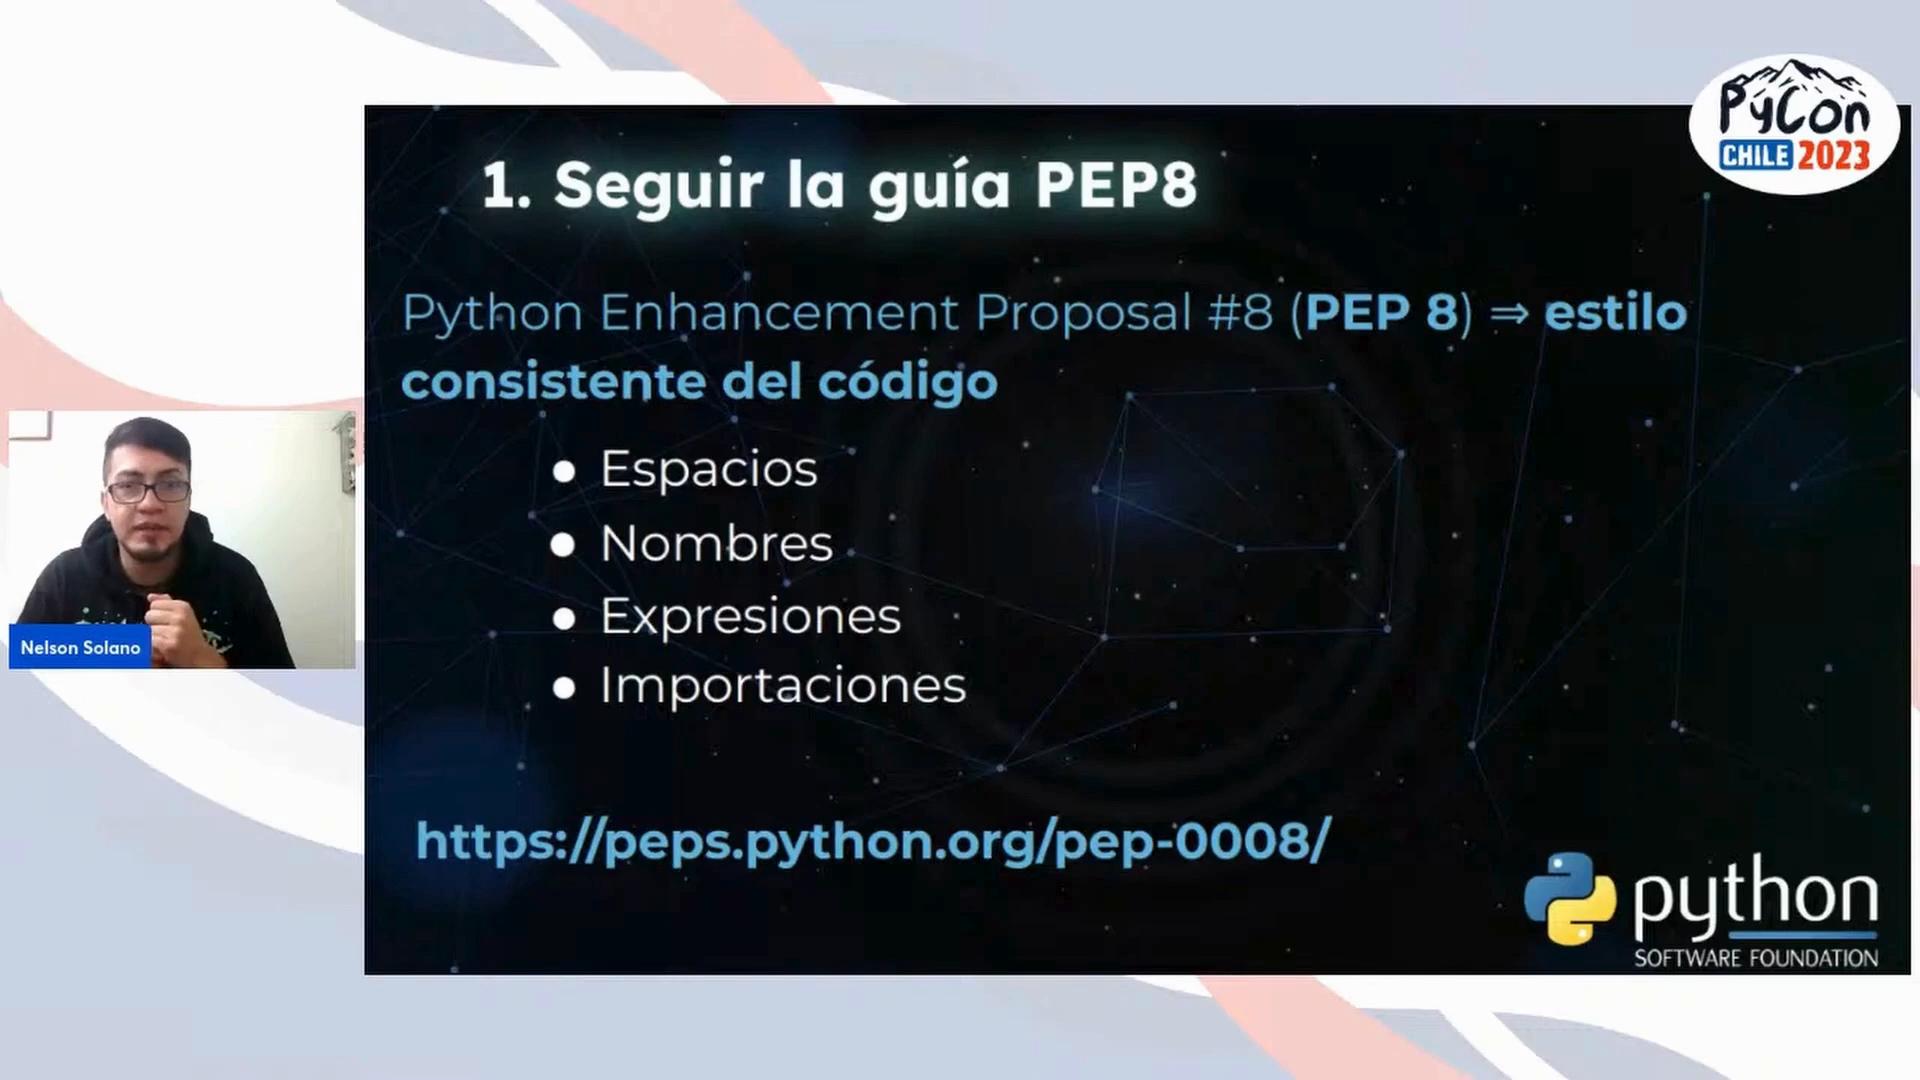 PyCon
CHILE 2023
1. Seguir la guía PEP8
Python Enhancement Proposal #8 (PEP 8) ⇒ estilo
consistente del código
● Espacios
● Nombres
● Expresiones
● Importaciones
https://peps.python.org/pep-0008/
Nelson Solano
python
SOFTWARE FOUNDATION